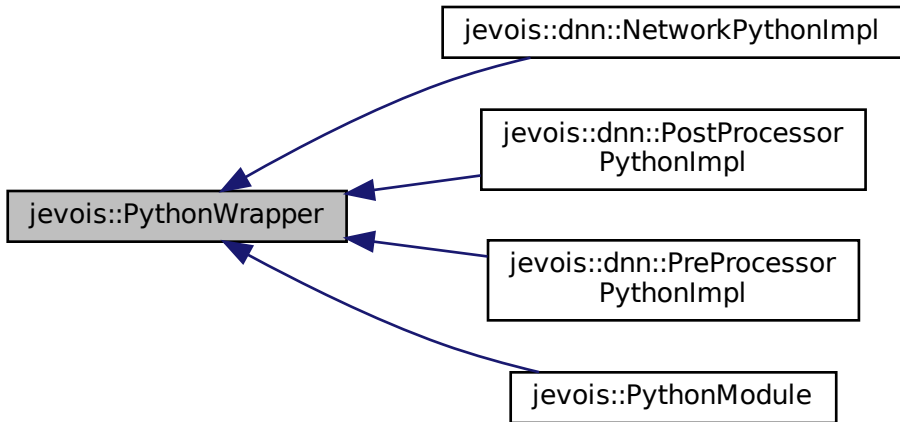 jevois::dnn::NetworkPythonImpl
jevois::dnn::PostProcessor
PythonImpl
jevois::PythonWrapper
jevois::dnn::PreProcessor
PythonImpl
jevois::PythonModule